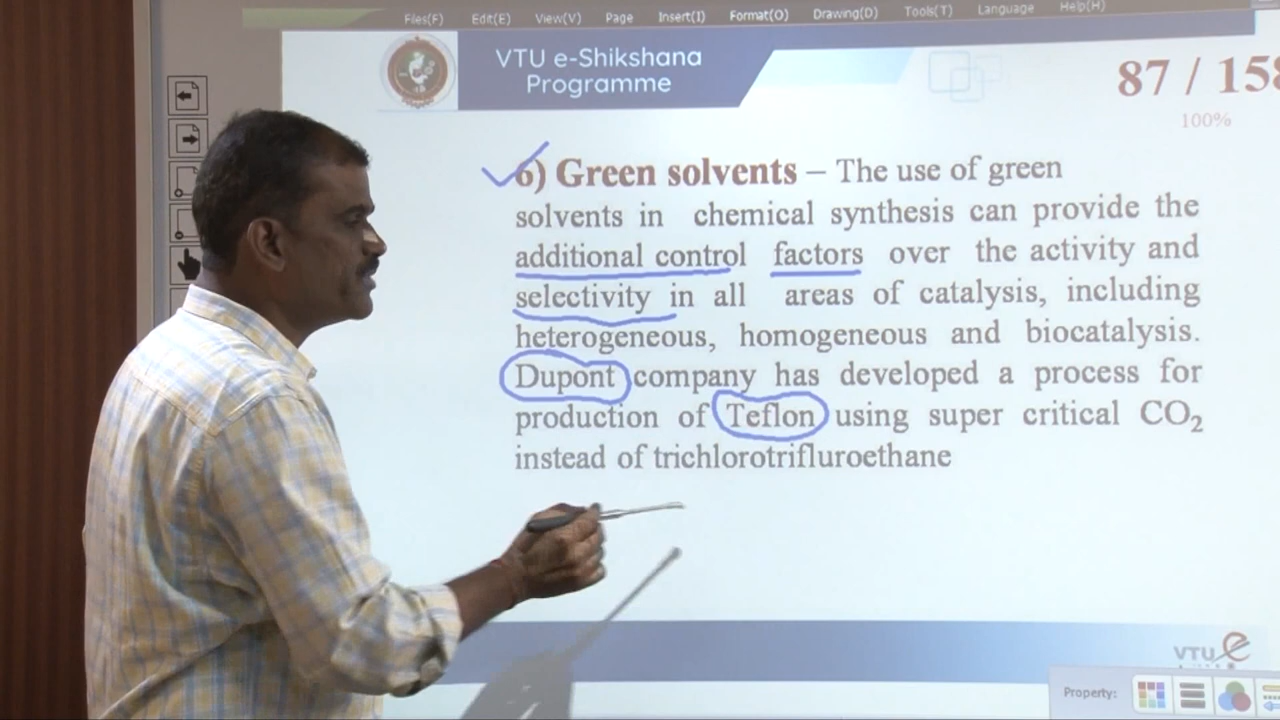 Files(F) Edit(E) View(V) Page Insert(I) Format(O) Drawing(D) Tools(T) Language Help(H)
VTU e-Shikshana
Programme
87 / 158
100%
6) Green solvents – The use of green
solvents in chemical synthesis can provide the
additional control factors over the activity and
selectivity in all areas of catalysis, including
heterogeneous, homogeneous and biocatalysis.
Dupont company has developed a process for
production of Teflon using super critical CO₂
instead of trichlorotrifluroethane
VTU e
Property: